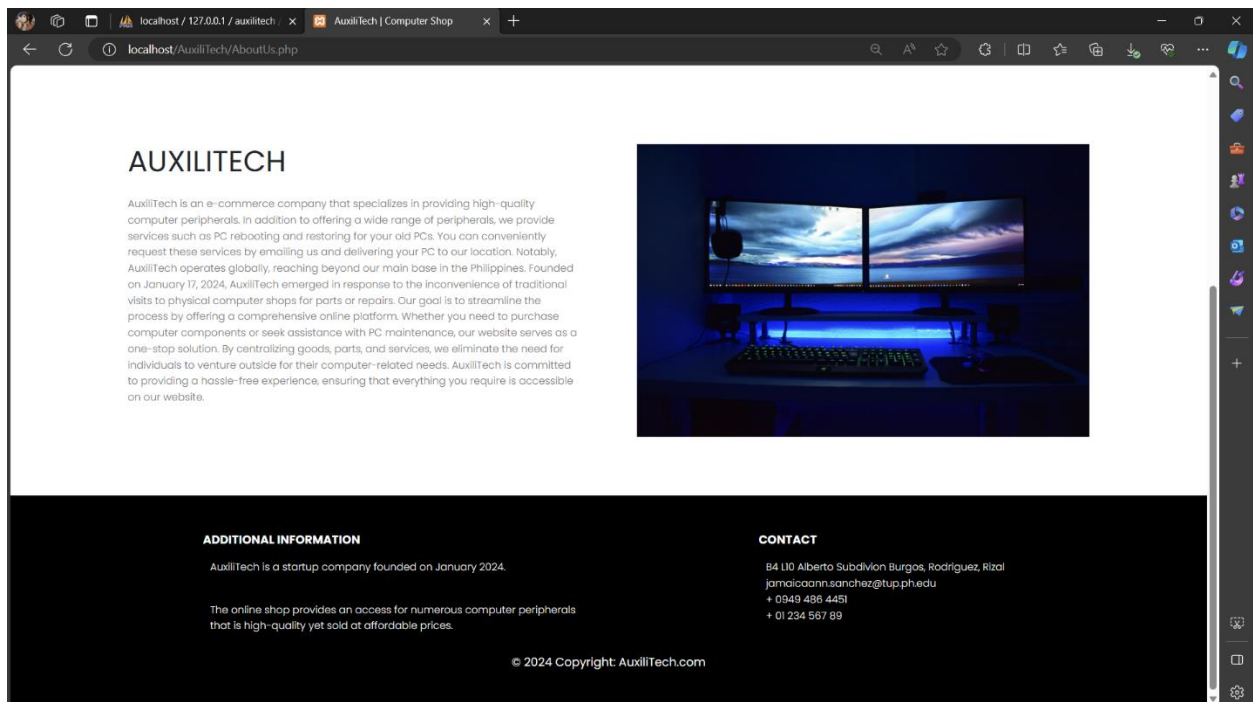 localhost / 127.0.0.1 / auxilitech /
AuxiliTech | Computer Shop
localhost/AuxiliTech/AboutUs.php
AUXILITECH
AuxiliTech is an e-commerce company that specializes in providing high-quality
computer peripherals. In addition to offering a wide range of peripherals, we provide
services such as PC rebooting and restoring for your old PCs. You can conveniently
request these services by emailing us and delivering your PC to our location. Notably,
AuxiliTech operates globally, reaching beyond our main base in the Philippines. Founded
on January 17, 2024, AuxiliTech emerged in response to the inconvenience of traditional
visits to physical computer shops for parts or repairs. Our goal is to streamline the
process by offering a comprehensive online platform. Whether you need to purchase
computer components or seek assistance with PC maintenance, our website serves as a
one-stop solution. By centralizing goods, parts, and services, we eliminate the need for
individuals to venture outside for their computer-related needs. AuxiliTech is committed
to providing a hassle-free experience, ensuring that everything you require is accessible
on our website.
ADDITIONAL INFORMATION
AuxiliTech is a startup company founded on January 2024.
The online shop provides an access for numerous computer peripherals
that is high-quality yet sold at affordable prices.
CONTACT
B4 L10 Alberto Subdivion Burgos, Rodriguez, Rizal
jamaicaann.sanchez@tup.ph.edu
+ 0949 486 4451
+ 01 234 567 89
© 2024 Copyright: AuxiliTech.com